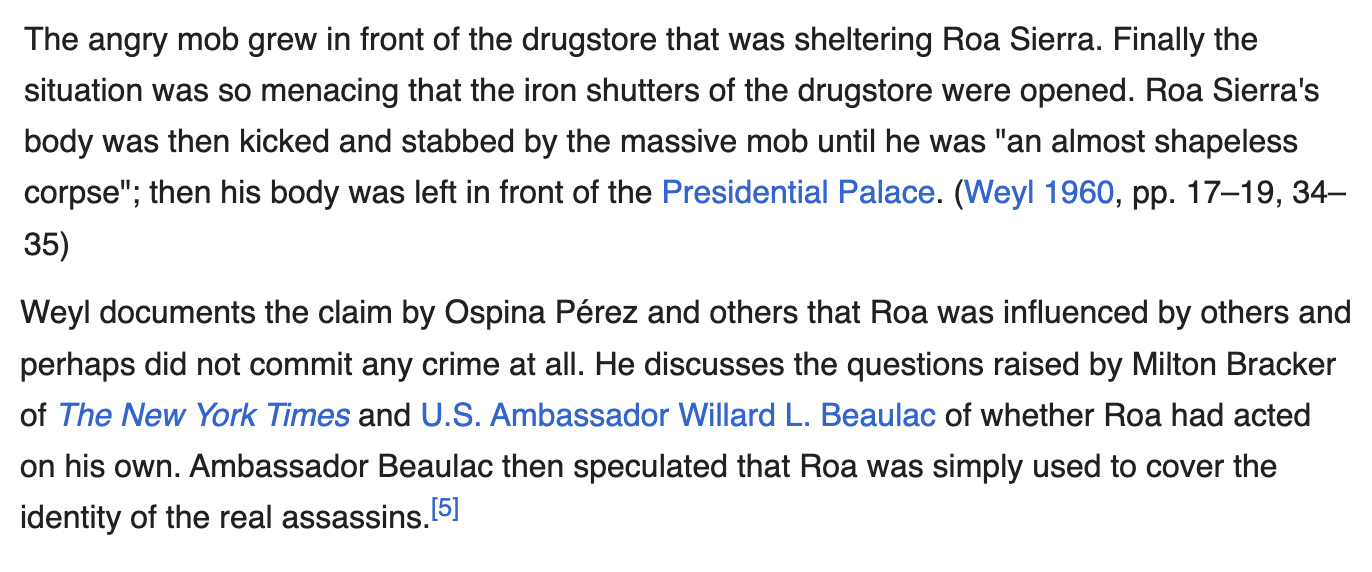 The angry mob grew in front of the drugstore that was sheltering Roa Sierra. Finally the
situation was so menacing that the iron shutters of the drugstore were opened. Roa Sierra's
body was then kicked and stabbed by the massive mob until he was "an almost shapeless
corpse"; then his body was left in front of the Presidential Palace. (Weyl 1960, pp. 17–19, 34–
35)
Weyl documents the claim by Ospina Pérez and others that Roa was influenced by others and
perhaps did not commit any crime at all. He discusses the questions raised by Milton Bracker
of The New York Times and U.S. Ambassador Willard L. Beaulac of whether Roa had acted
on his own. Ambassador Beaulac then speculated that Roa was simply used to cover the
identity of the real assassins.[5]